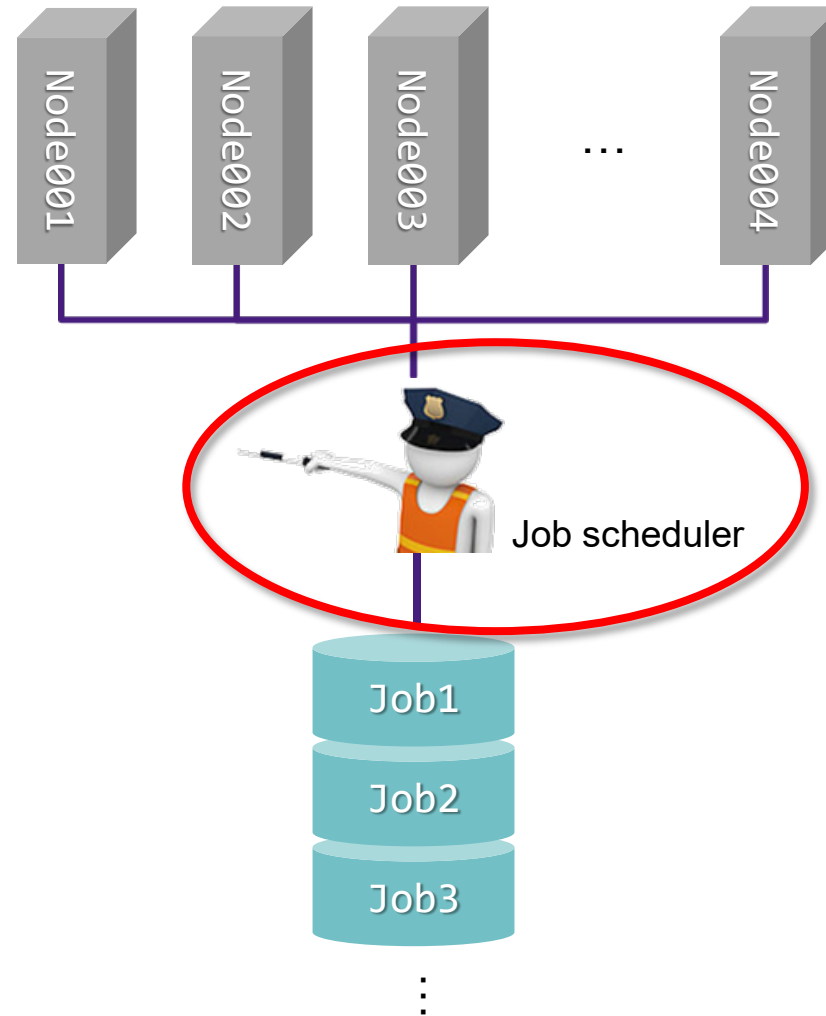 Node001
Node002
Node003
...
Node004
Job scheduler
Job1
Job2
Job3
⋮